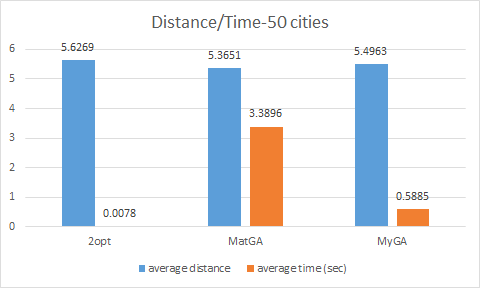 Distance/Time-50 cities
6
5
4
3
2
1
0
5.6269
0.0078
5.3651
3.3896
5.4963
0.5885
2opt
MatGA
MyGA
average distance
average time (sec)